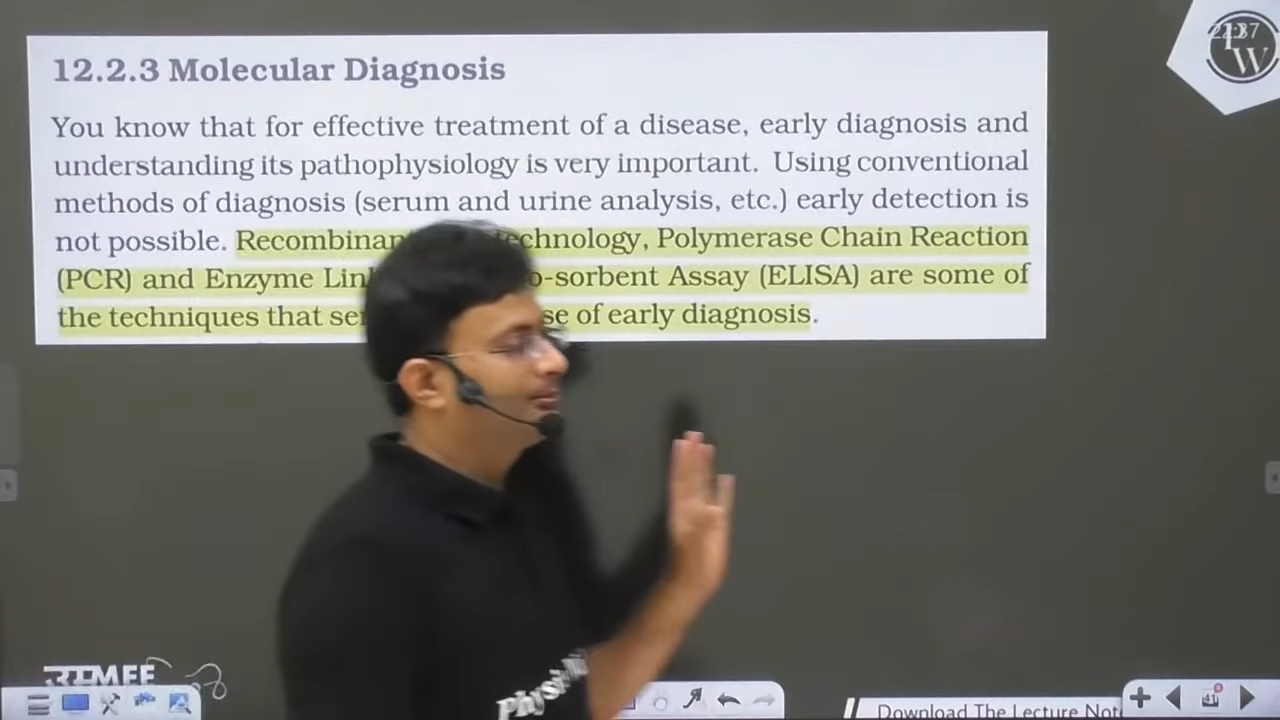 12.2.3 Molecular Diagnosis
You know that for effective treatment of a disease, early diagnosis and
understanding its pathophysiology is very important. Using conventional
methods of diagnosis (serum and urine analysis, etc.) early detection is
not possible. Recombinan technology, Polymerase Chain Reaction
(PCR) and Enzyme Lin o-sorbent Assay (ELISA) are some of
the techniques that se of early diagnosis.
W
41
Download The Lecture Not